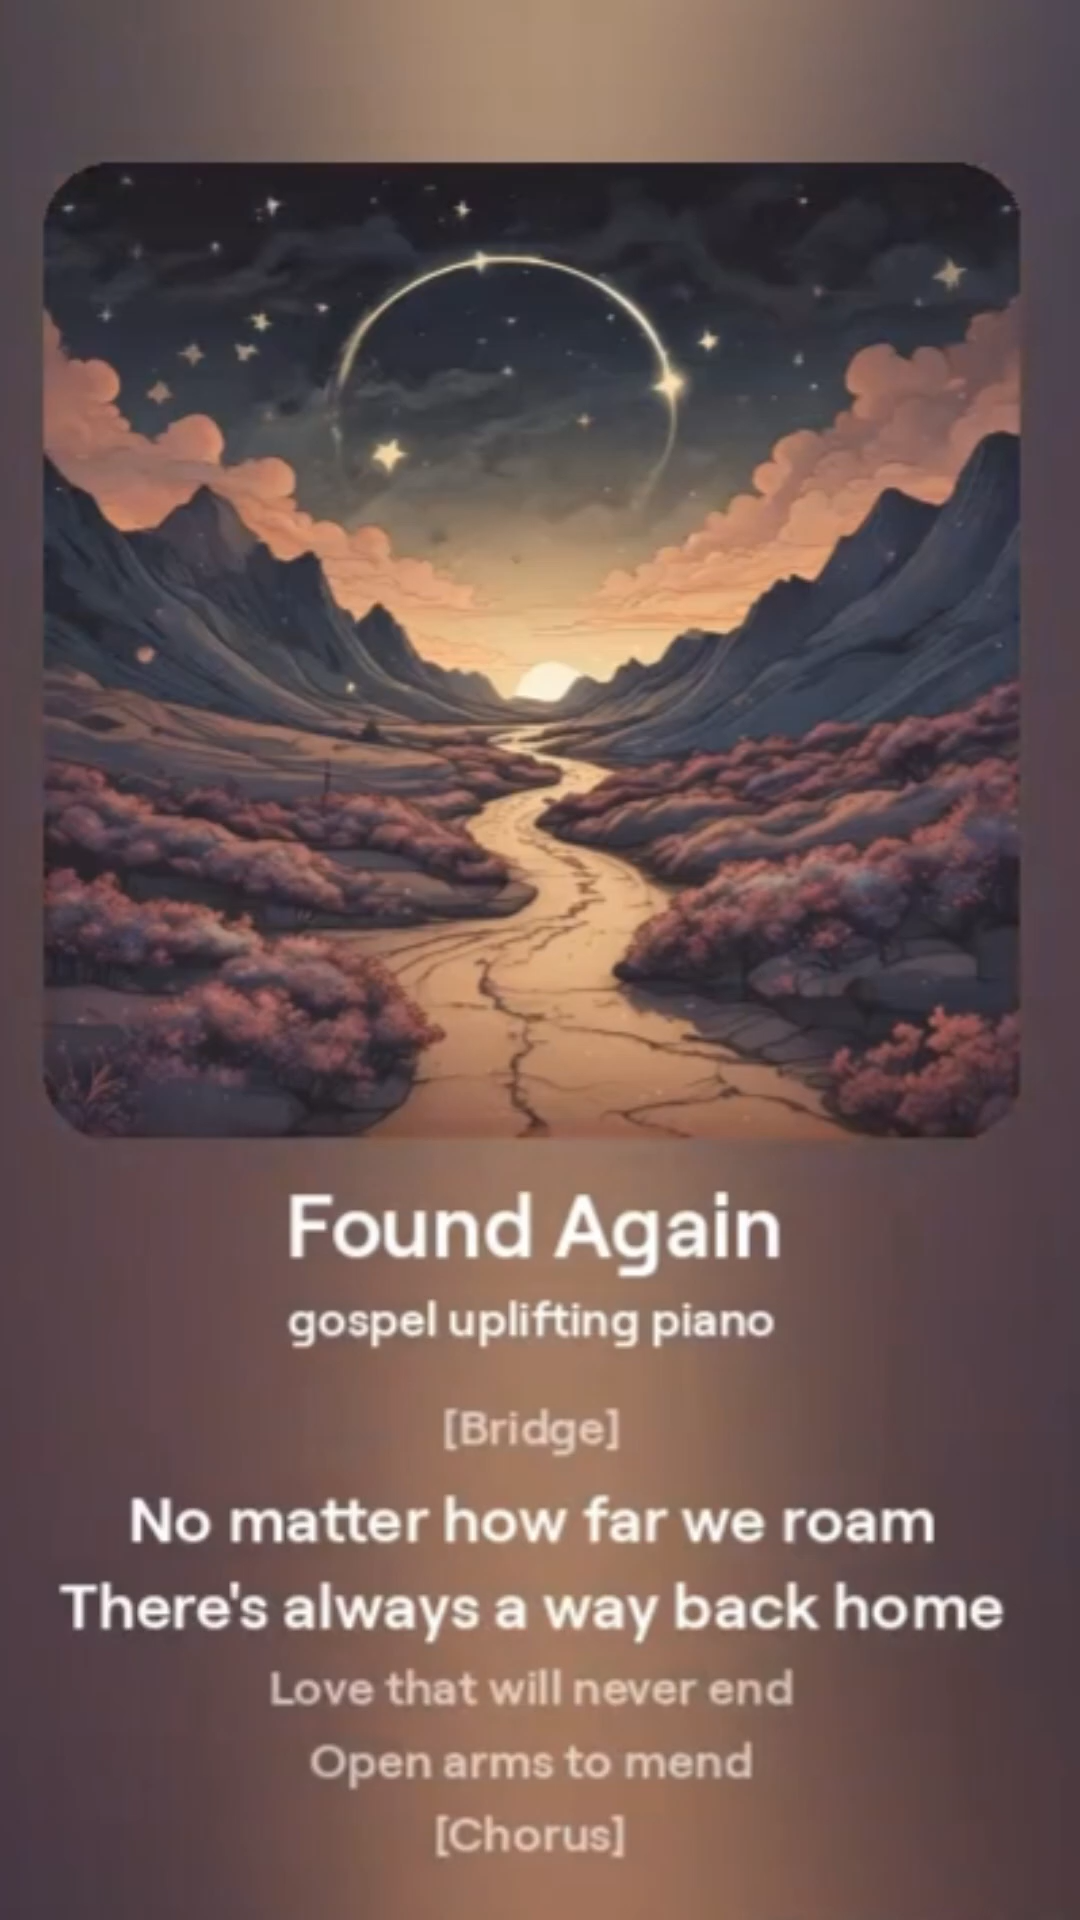 Found Again
gospel uplifting piano
[Bridge]
No matter how far we roam
There's always a way back home
Love that will never end
Open arms to mend
[Chorus]